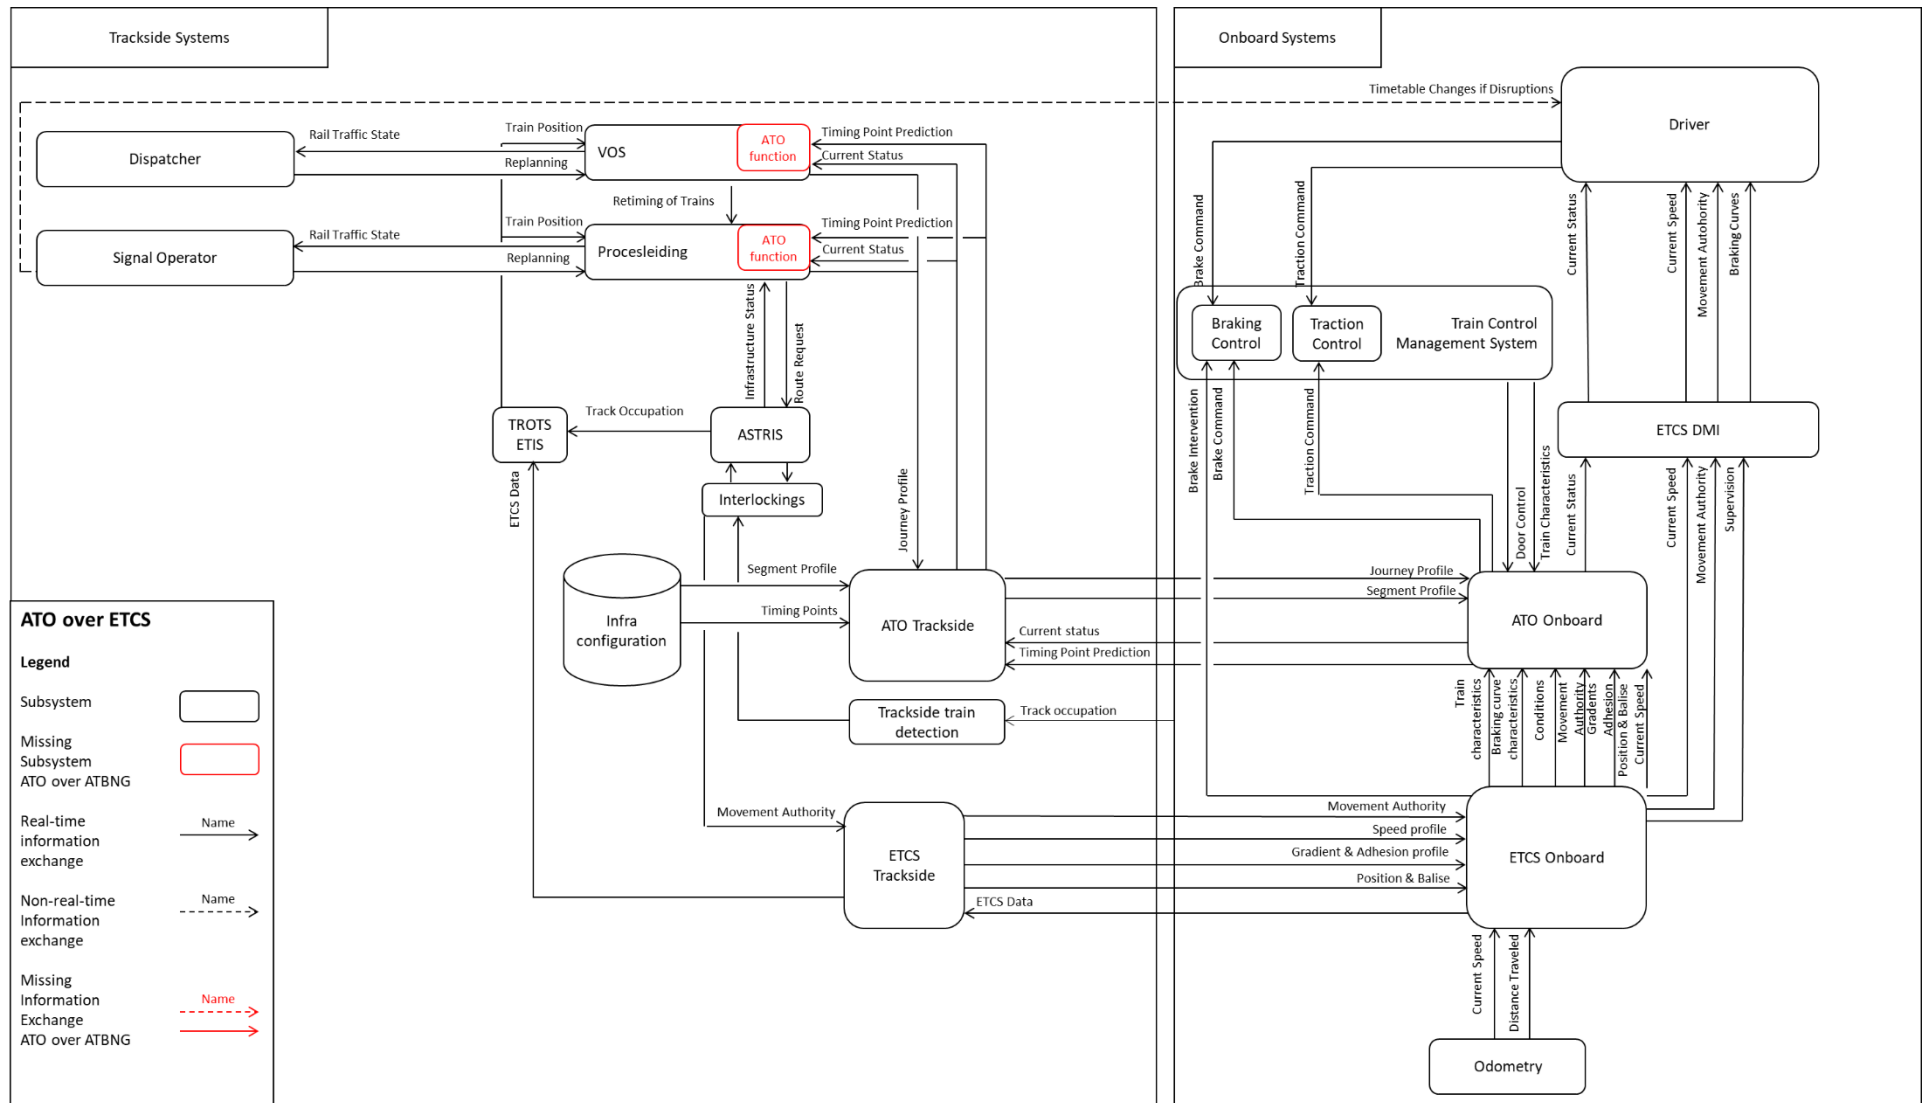 Trackside Systems
Onboard Systems
Timetable Changes if Disruptions
Driver
Dispatcher
Rail Traffic State
Replanning
Train Position
VOS
ATO
function
Timing Point Prediction
Current Status
Retiming of Trains
Signal Operator
Rail Traffic State
Replanning
Train Position
Procesleiding
ATO
function
Timing Point Prediction
Current Status
Brake Command
Traction Command
Current Status
Current Speed
Movement Autohority
Braking Curves
Infrastructure Status
Route Request
Braking
Control
Traction
Control
Train Control
Management System
TROTS
ETIS
Track Occupation
ASTRIS
Interlockings
ETCS Data
Journey Profile
Brake Intervention
Brake Command
Traction Command
Door Control
Train Characteristics
ETCS DMI
Current Status
Current Speed
Movement Authority
Supervision
Infra
configuration
Segment Profile
Timing Points
ATO Trackside
Journey Profile
Segment Profile
Current status
Timing Point Prediction
ATO Onboard
Trackside train
detection
Track occupation
Train
characteristics
Braking curve
characteristics
Conditions
Movement
Authority
Gradents
Adhesion
Position & Balise
Current Speed
Movement Authority
ETCS
Trackside
Movement Authority
Speed profile
Gradient & Adhesion profile
Position & Balise
ETCS Data
ETCS Onboard
Current Speed
Distance Traveled
Odometry
ATO over ETCS
Legend
Subsystem
Missing
Subsystem
ATO over ATBNG
Real-time
information
exchange
Name
Non-real-time
Information
exchange
Name
Missing
Information
Exchange
ATO over ATBNG
Name